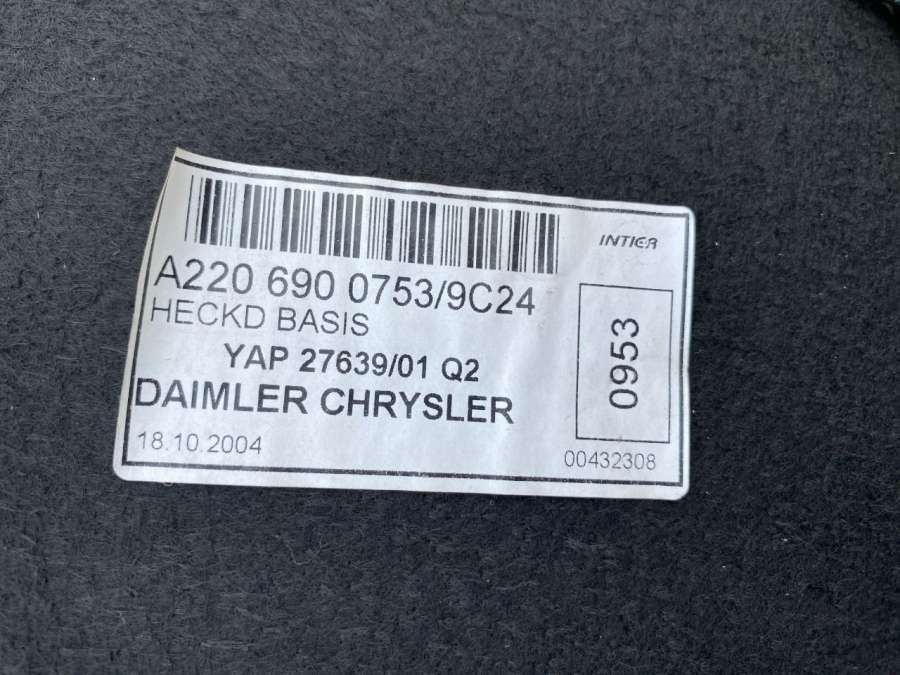 INTIER
A220 690 0753/9C24
HECKD BASIS
YAP 27639/01 Q2
DAIMLER CHRYSLER
0953
18.10.2004
00432308